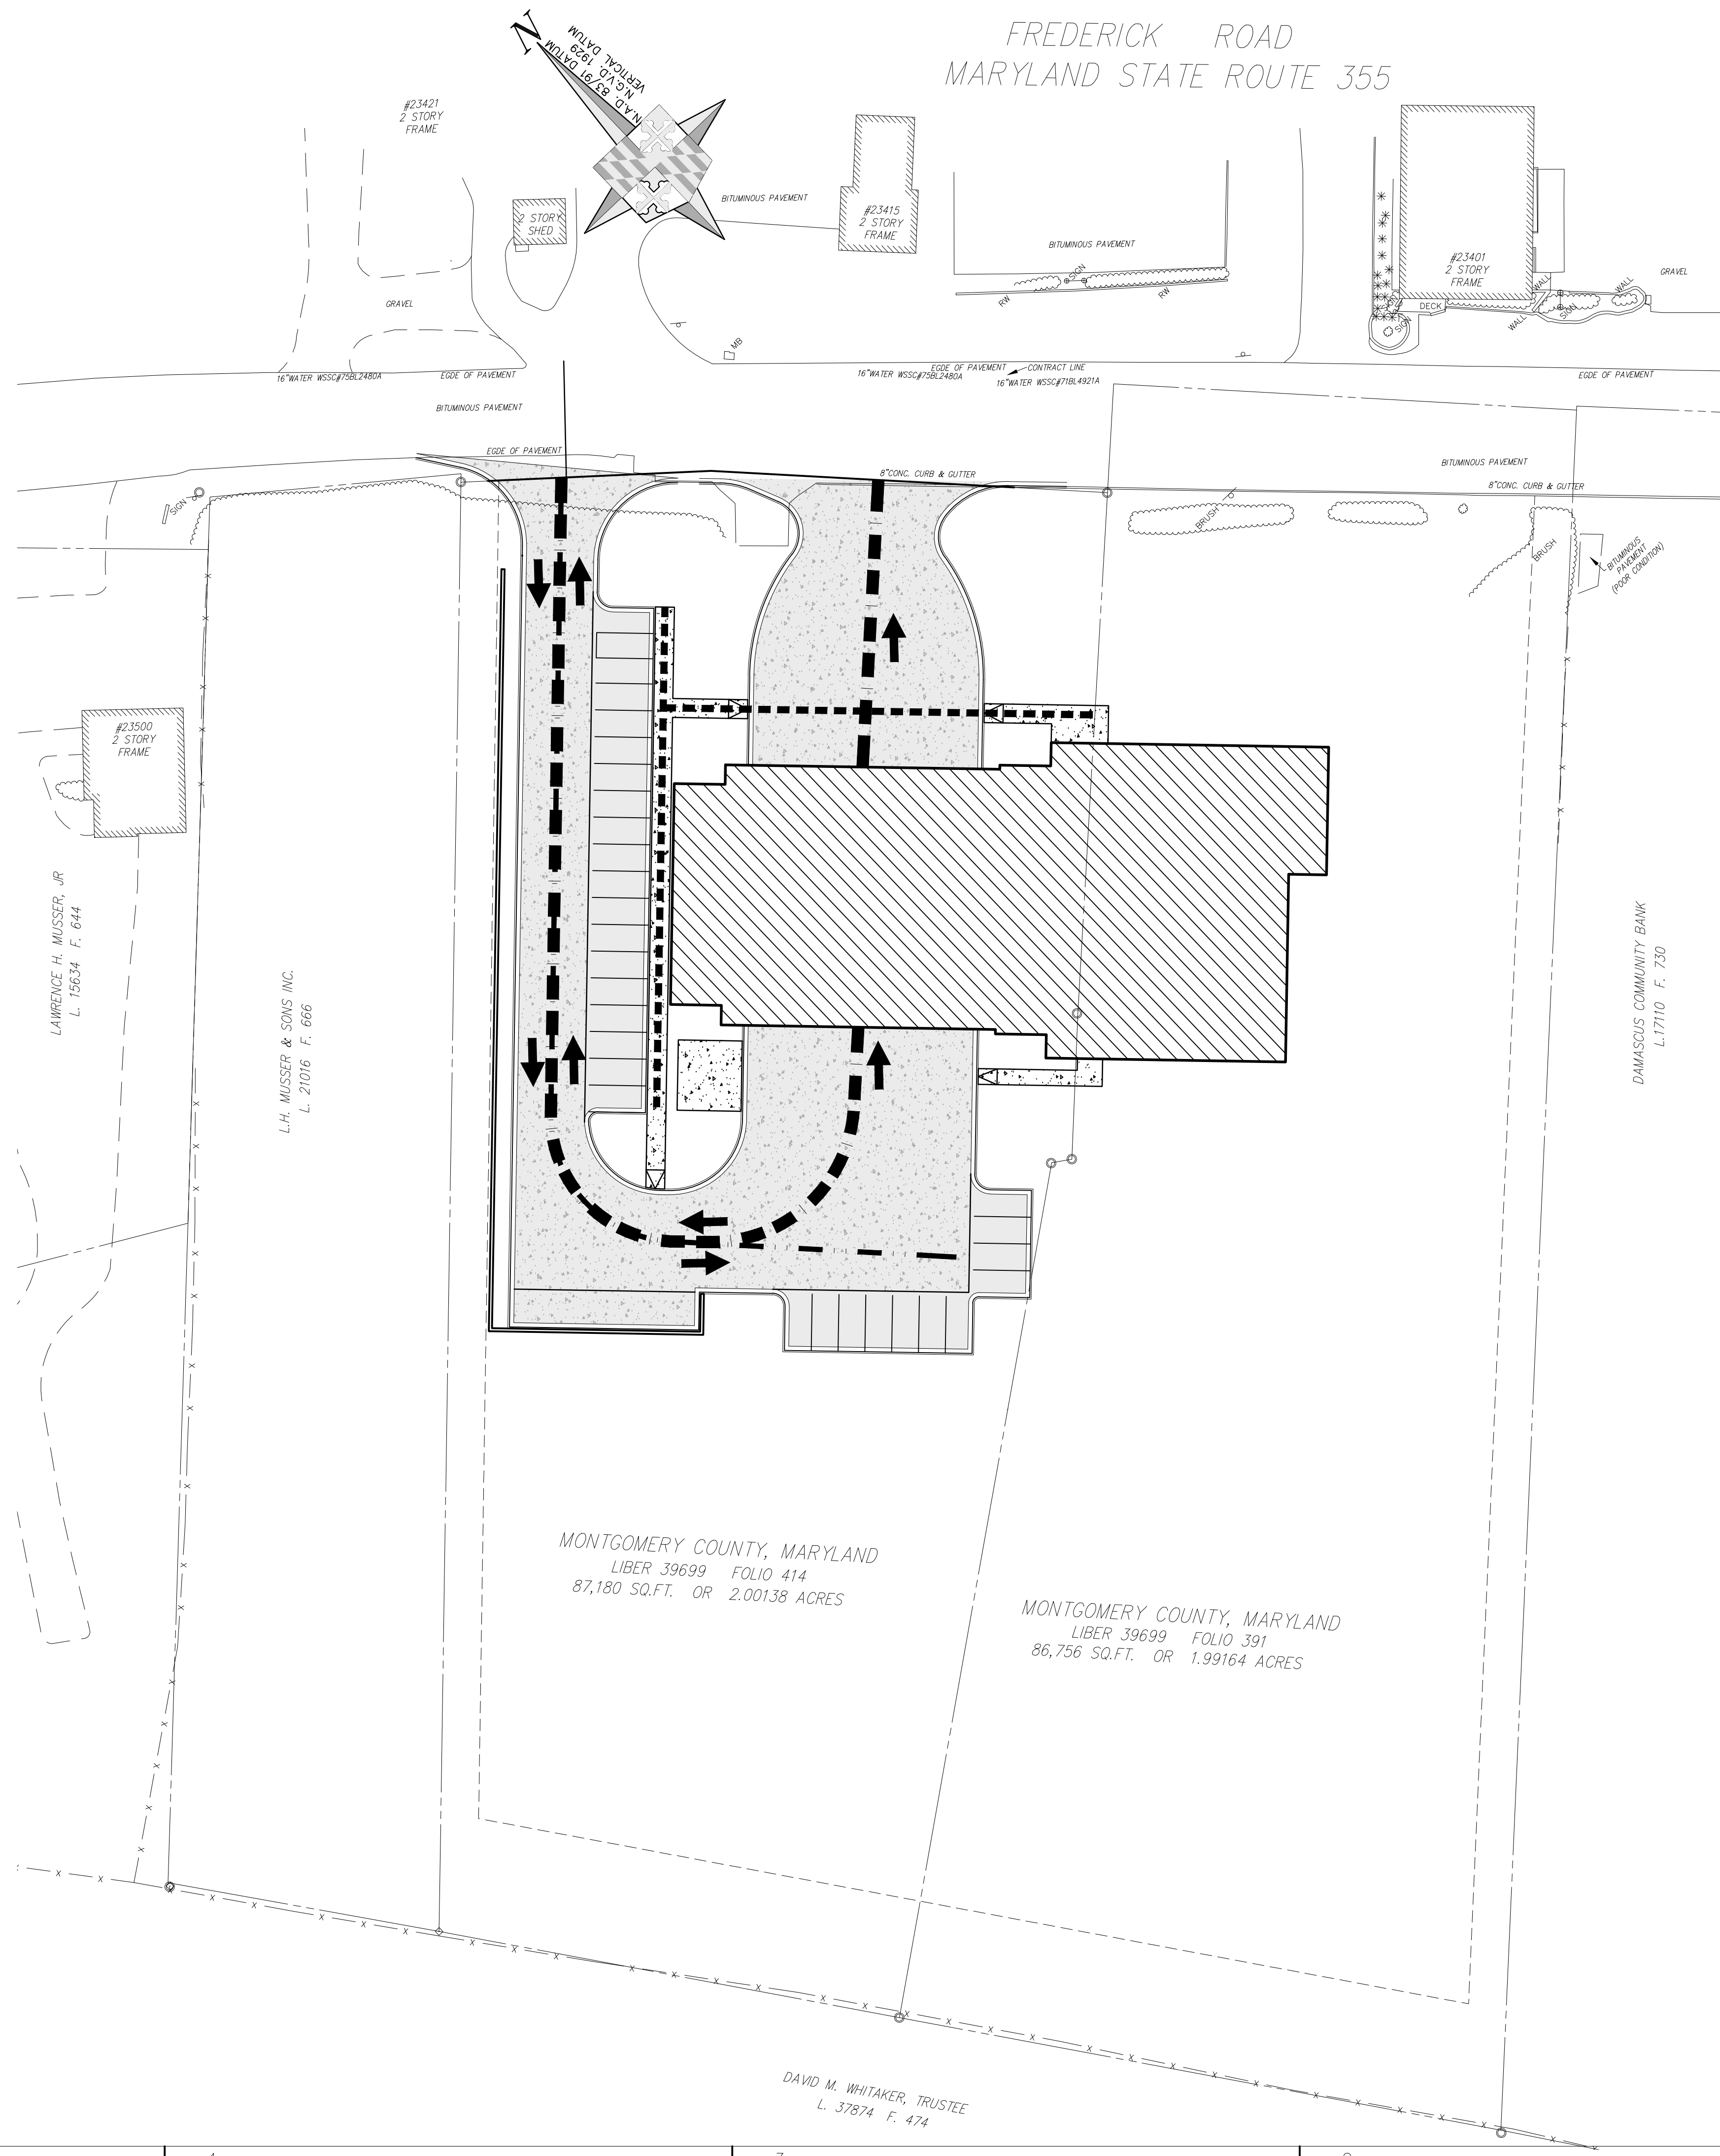 FREDERICK ROAD
MARYLAND STATE ROUTE 355
N
N.A.D. 83/91 DATUM
N.G.V.D. 1929
VERTICAL DATUM
#23421
2 STORY
FRAME
2 STORY
SHED
BITUMINOUS PAVEMENT
#23415
2 STORY
FRAME
BITUMINOUS PAVEMENT
SIGN
RW
RW
#23401
2 STORY
FRAME
DECK
SIGN
WALL
WALL
SIGN
WALL
GRAVEL
GRAVEL
MB
16"WATER WSSC#75BL2480A
EGDE OF PAVEMENT
16"WATER WSSC#75BL2480A
EGDE OF PAVEMENT
CONTRACT LINE
16"WATER WSSC#71BL4921A
EGDE OF PAVEMENT
BITUMINOUS PAVEMENT
EGDE OF PAVEMENT
8"CONC. CURB & GUTTER
BITUMINOUS PAVEMENT
8"CONC. CURB & GUTTER
SIGN
BRUSH
BRUSH
BITUMINOUS
PAVEMENT
(POOR CONDITION)
#23500
2 STORY
FRAME
LAWRENCE H. MUSSER, JR
L. 15634 F. 644
L.H. MUSSER & SONS INC.
L. 21016 F. 666
DAMASCUS COMMUNITY BANK
L.17110 F. 730
MONTGOMERY COUNTY, MARYLAND
LIBER 39699 FOLIO 414
87,180 SQ.FT. OR 2.00138 ACRES
MONTGOMERY COUNTY, MARYLAND
LIBER 39699 FOLIO 391
86,756 SQ.FT. OR 1.99164 ACRES
DAVID M. WHITAKER, TRUSTEE
L. 37874 F. 474